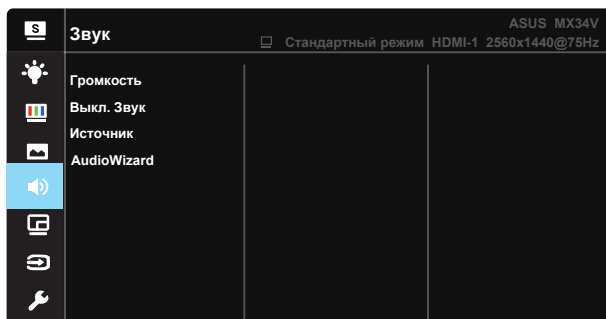 S
Звук
ASUS MX34V
Стандартный режим HDMI-1 2560x1440@75Hz
Громкость
Выкл. Звук
Источник
AudioWizard